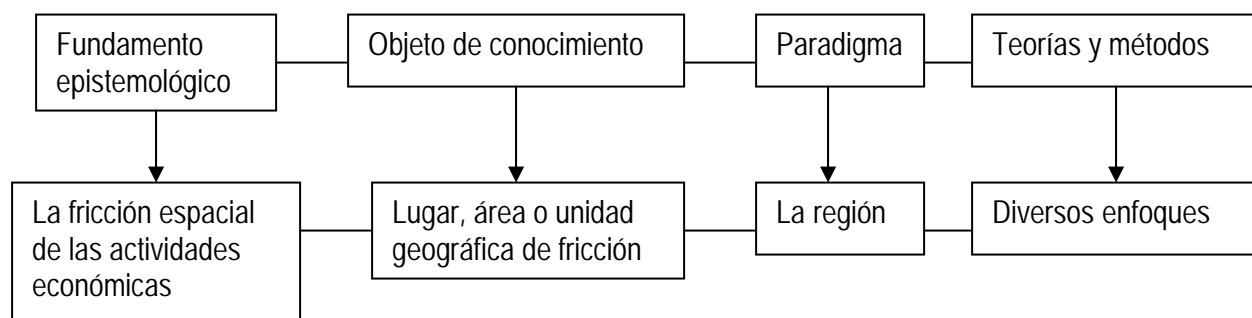 Fundamento
epistemológico
Objeto de conocimiento
Paradigma
Teorías y métodos
La fricción espacial
de las actividades
económicas
Lugar, área o unidad
geográfica de fricción
La región
Diversos enfoques